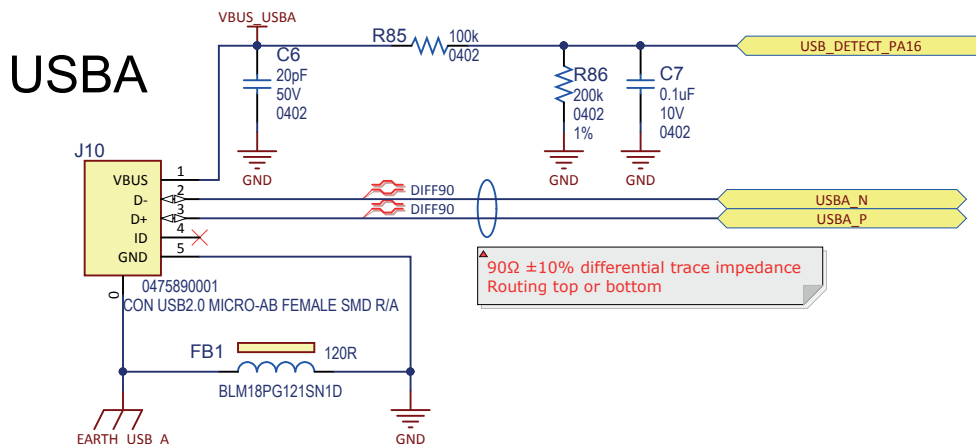 VBUS_USBA
USBA
C6
20pF
50V
0402
GND
R85
100k
0402
R86
200k
0402
1%
GND
C7
0.1uF
10V
0402
GND
USB_DETECT_PA16
J10
VBUS
1
D-
2
D+
3
ID
4
GND
5
0
DIFF90
DIFF90
USBA_N
USBA_P
90Ω ±10% differential trace impedance
Routing top or bottom
0475890001
CON USB2.0 MICRO-AB FEMALE SMD R/A
FB1
120R
BLM18PG121SN1D
EARTH_USB_A
GND